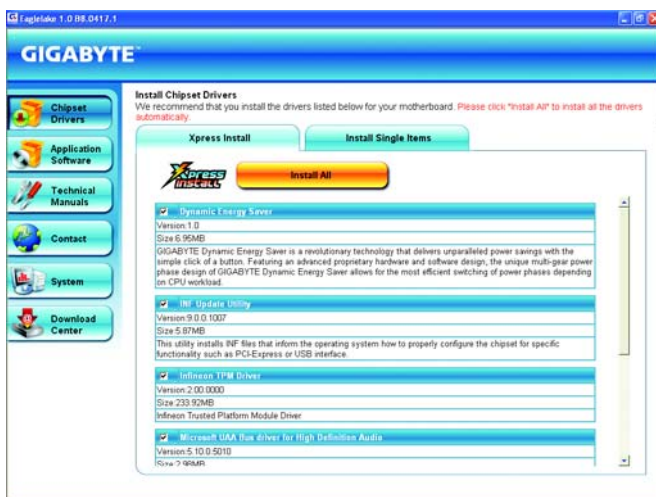 Eaglelake 1.0 B8.0417.1
GIGABYTE™
Chipset
Drivers
Application
Software
Technical
Manuals
Contact
System
Download
Center
Install Chipset Drivers
We recommend that you install the drivers listed below for your motherboard. Please click "Install All" to install all the drivers
automatically.
Xpress Install
Install Single Items
Xpress
Install
Install All
Dynamic Energy Saver
Version:1.0
Size:6.95MB
GIGABYTE Dynamic Energy Saver is a revolutionary technology that delivers unparalleled power savings with the
simple click of a button. Featuring an advanced proprietary hardware and software design, the unique multi-gear power
phase design of GIGABYTE Dynamic Energy Saver allows for the most efficient switching of power phases depending
on CPU workload.
INF Update Utility
Version:9.0.0.1007
Size:5.87MB
This utility installs INF files that inform the operating system how to properly configure the chipset for specific
functionality such as PCI-Express or USB interface.
Infineon TPM Driver
Version:2.00.0000
Size:233.92MB
Infineon Trusted Platform Module Driver.
Microsoft UAA Bus driver for High Definition Audio
Version:5.10.0.5010
Size:2.98MB